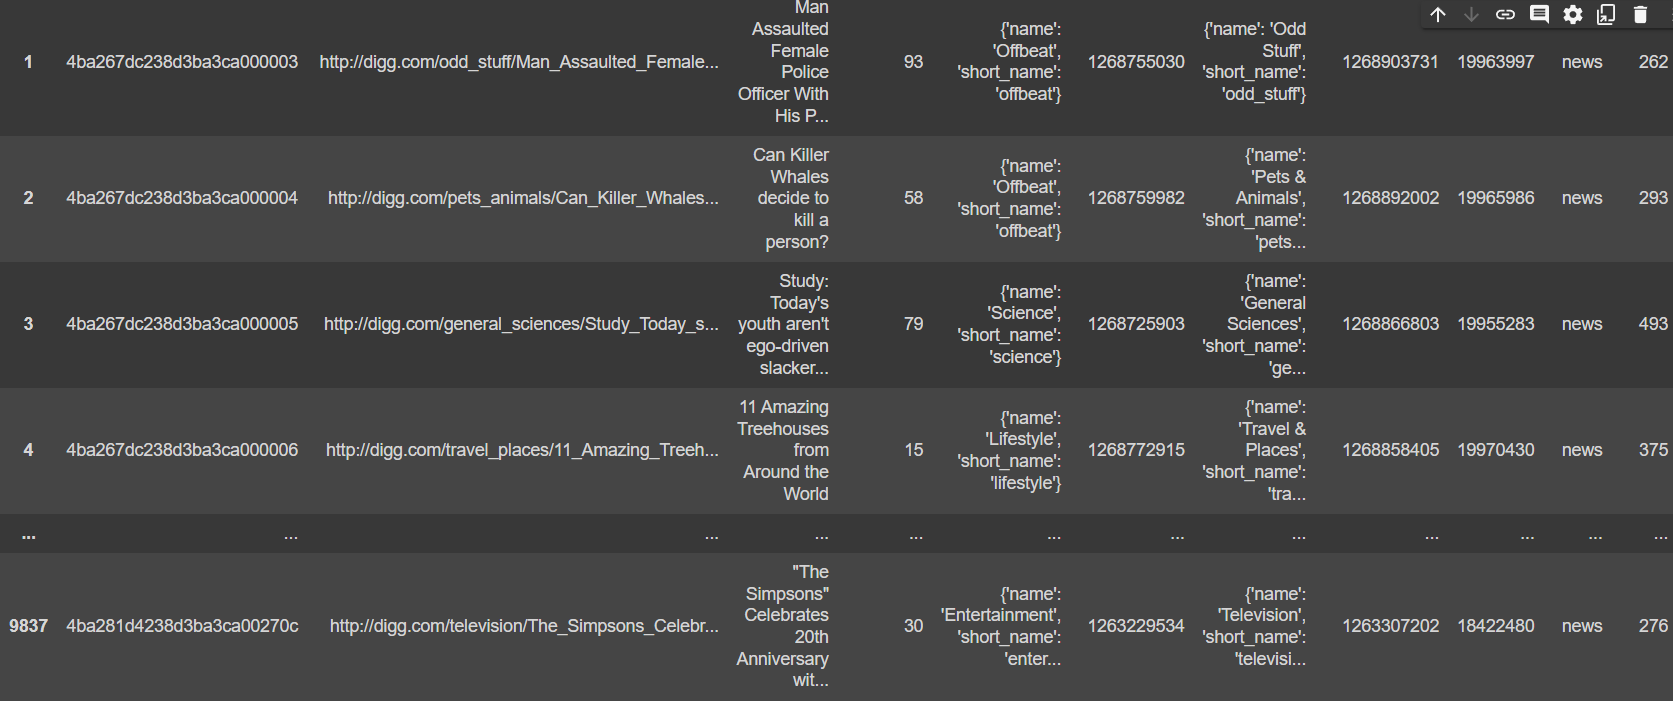 Man
Assaulted
Female
Police
Officer With
His P...
1 4ba267dc238d3ba3ca000003 http://digg.com/odd_stuff/Man_Assaulted_Female... 93
{'name':
'Offbeat',
'short_name':
'offbeat'}
1268755030
{'name': 'Odd
Stuff',
'short_name':
'odd_stuff'}
1268903731 19963997 news 262
2 4ba267dc238d3ba3ca000004 http://digg.com/pets_animals/Can_Killer_Whales...
Can Killer
Whales
decide to
kill a
person?
58
{'name':
'Offbeat',
'short_name':
'offbeat'}
1268759982
{'name':
'Pets &
Animals',
'short_name':
'pets...
1268892002 19965986 news 293
3 4ba267dc238d3ba3ca000005 http://digg.com/general_sciences/Study_Today_s...
Study:
Today's
youth aren't
ego-driven
slacker...
79
{'name':
'Science',
'short_name':
'science'}
1268725903
{'name':
'General
Sciences',
'short_name':
'ge...
1268866803 19955283 news 493
4 4ba267dc238d3ba3ca000006 http://digg.com/travel_places/11_Amazing_Treeh...
11 Amazing
Treehouses
from
Around the
World
15
{'name':
'Lifestyle',
'short_name':
'lifestyle'}
1268772915
{'name':
'Travel &
Places',
'short_name':
'tra...
1268858405 19970430 news 375
... ... ... ... ... ... ... ... ... ... ... ...
9837 4ba281d4238d3ba3ca00270c http://digg.com/television/The_Simpsons_Celebr...
"The
Simpsons"
Celebrates
20th
Anniversary
wit...
30
{'name':
'Entertainment',
'short_name':
'enter...
1263229534
{'name':
'Television',
'short_name':
'televisi...
1263307202 18422480 news 276